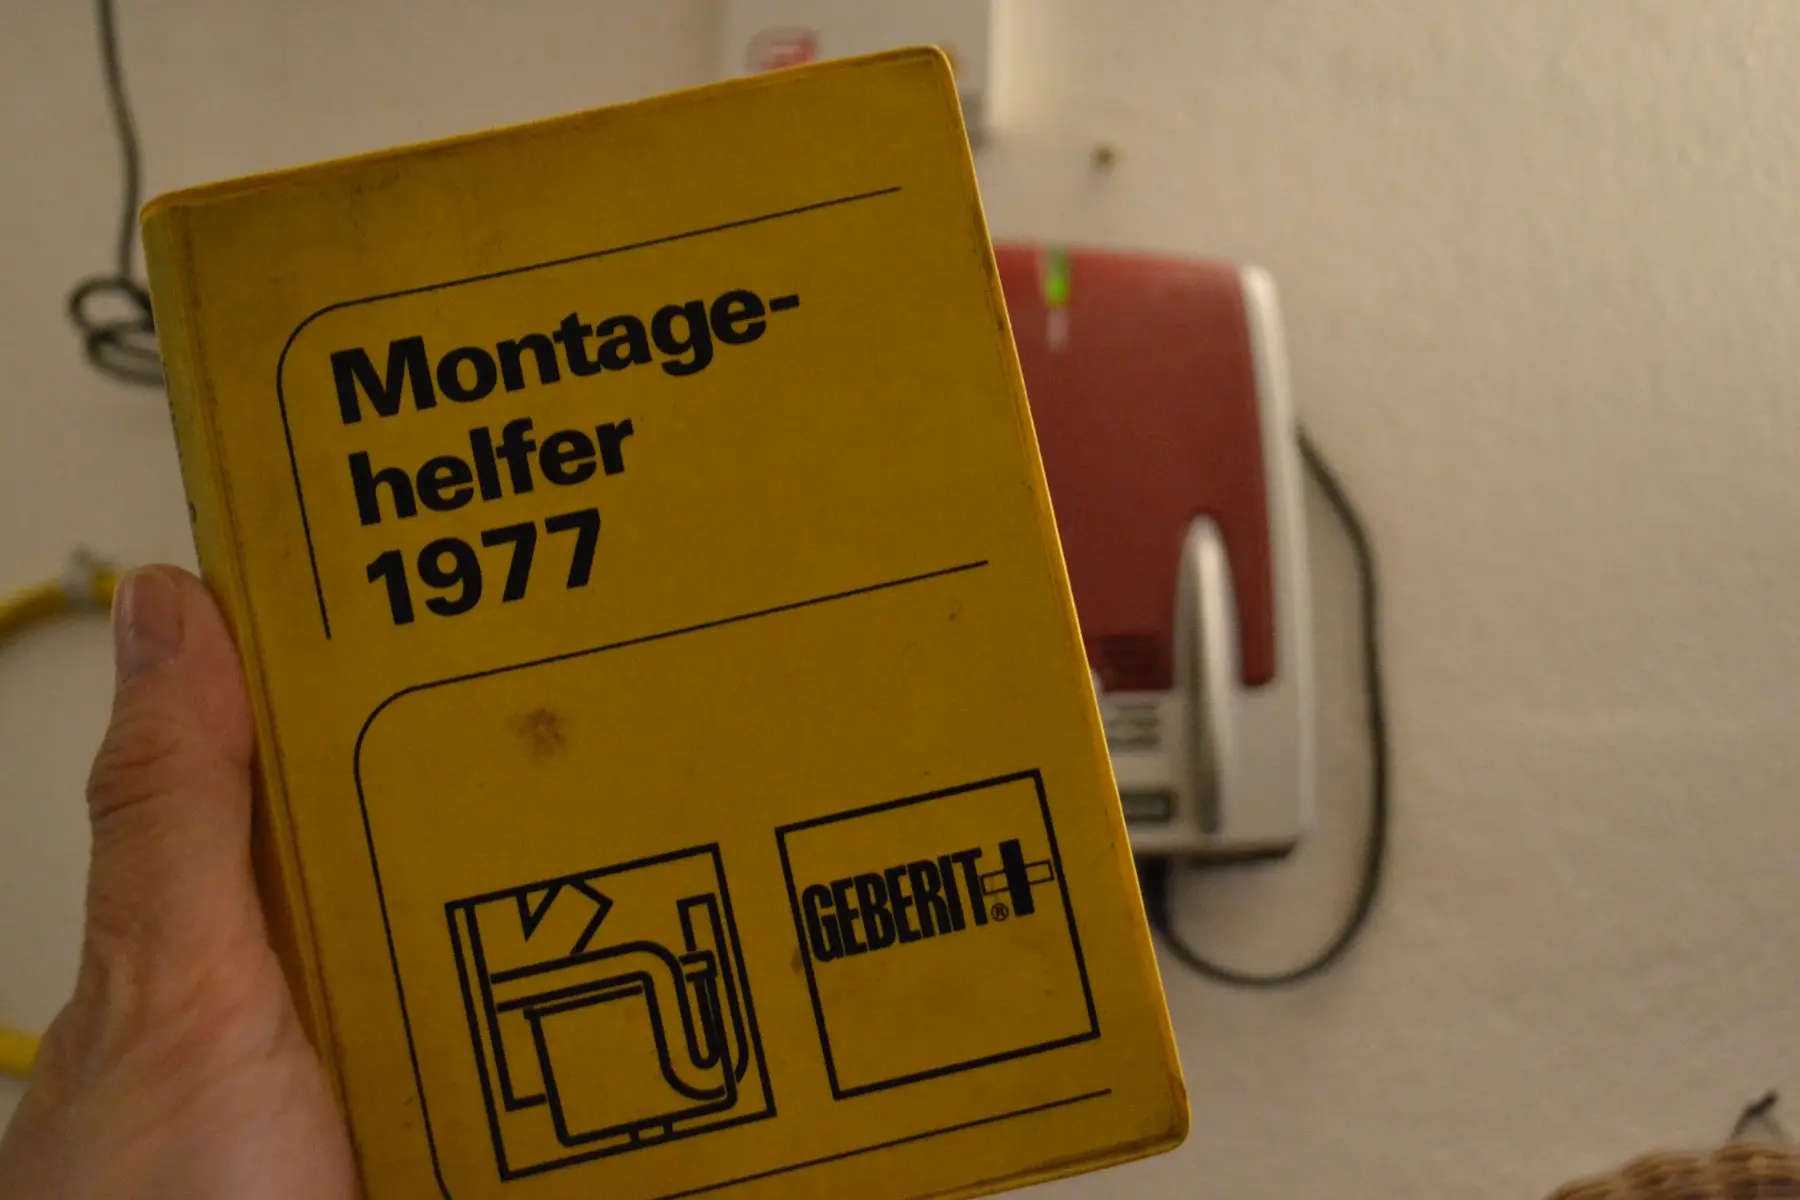 Montage-
helfer
1977
GEBERIT®